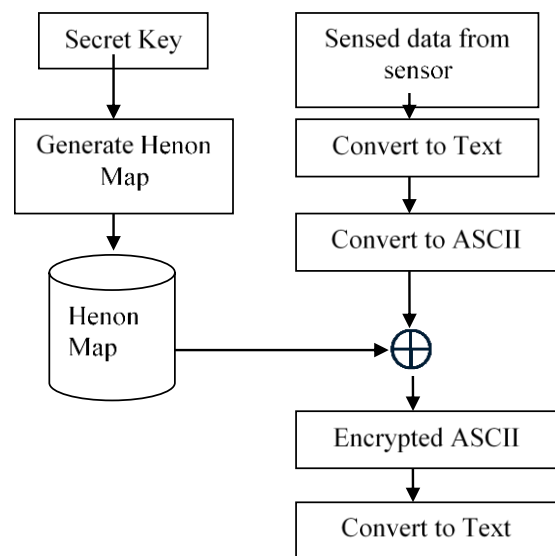 Secret Key
Generate Henon
Map
Henon
Map
Sensed data from
sensor
Convert to Text
Convert to ASCII
Encrypted ASCII
Convert to Text